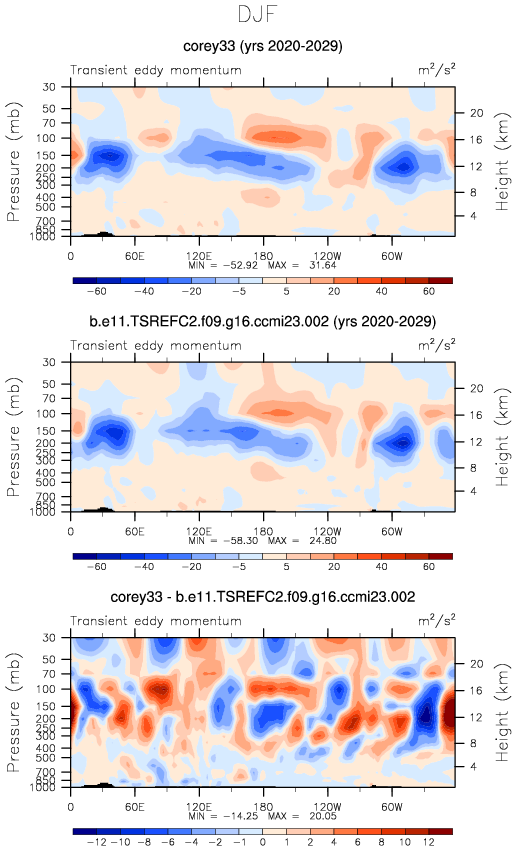 DJF
corey33 (yrs 2020-2029)
Transient eddy momentum m²/s²
Pressure (mb)
30
50
70
100
150
200
250
300
400
500
700
850
1000
20
16
12
8
4
Height (km)
0 60E 120E 180 120W 60W
MIN = -52.92 MAX = 31.64
-60 -40 -20 -5 5 20 40 60
b.e11.TSREFC2.f09.g16.ccmi23.002 (yrs 2020-2029)
Transient eddy momentum m²/s²
Pressure (mb)
30
50
70
100
150
200
250
300
400
500
700
850
1000
20
16
12
8
4
Height (km)
0 60E 120E 180 120W 60W
MIN = -58.30 MAX = 24.80
-60 -40 -20 -5 5 20 40 60
corey33 - b.e11.TSREFC2.f09.g16.ccmi23.002
Transient eddy momentum m²/s²
Pressure (mb)
30
50
70
100
150
200
250
300
400
500
700
850
1000
20
16
12
8
4
Height (km)
0 60E 120E 180 120W 60W
MIN = -14.25 MAX = 20.05
-12 -10 -8 -6 -4 -2 -1 0 1 2 4 6 8 10 12